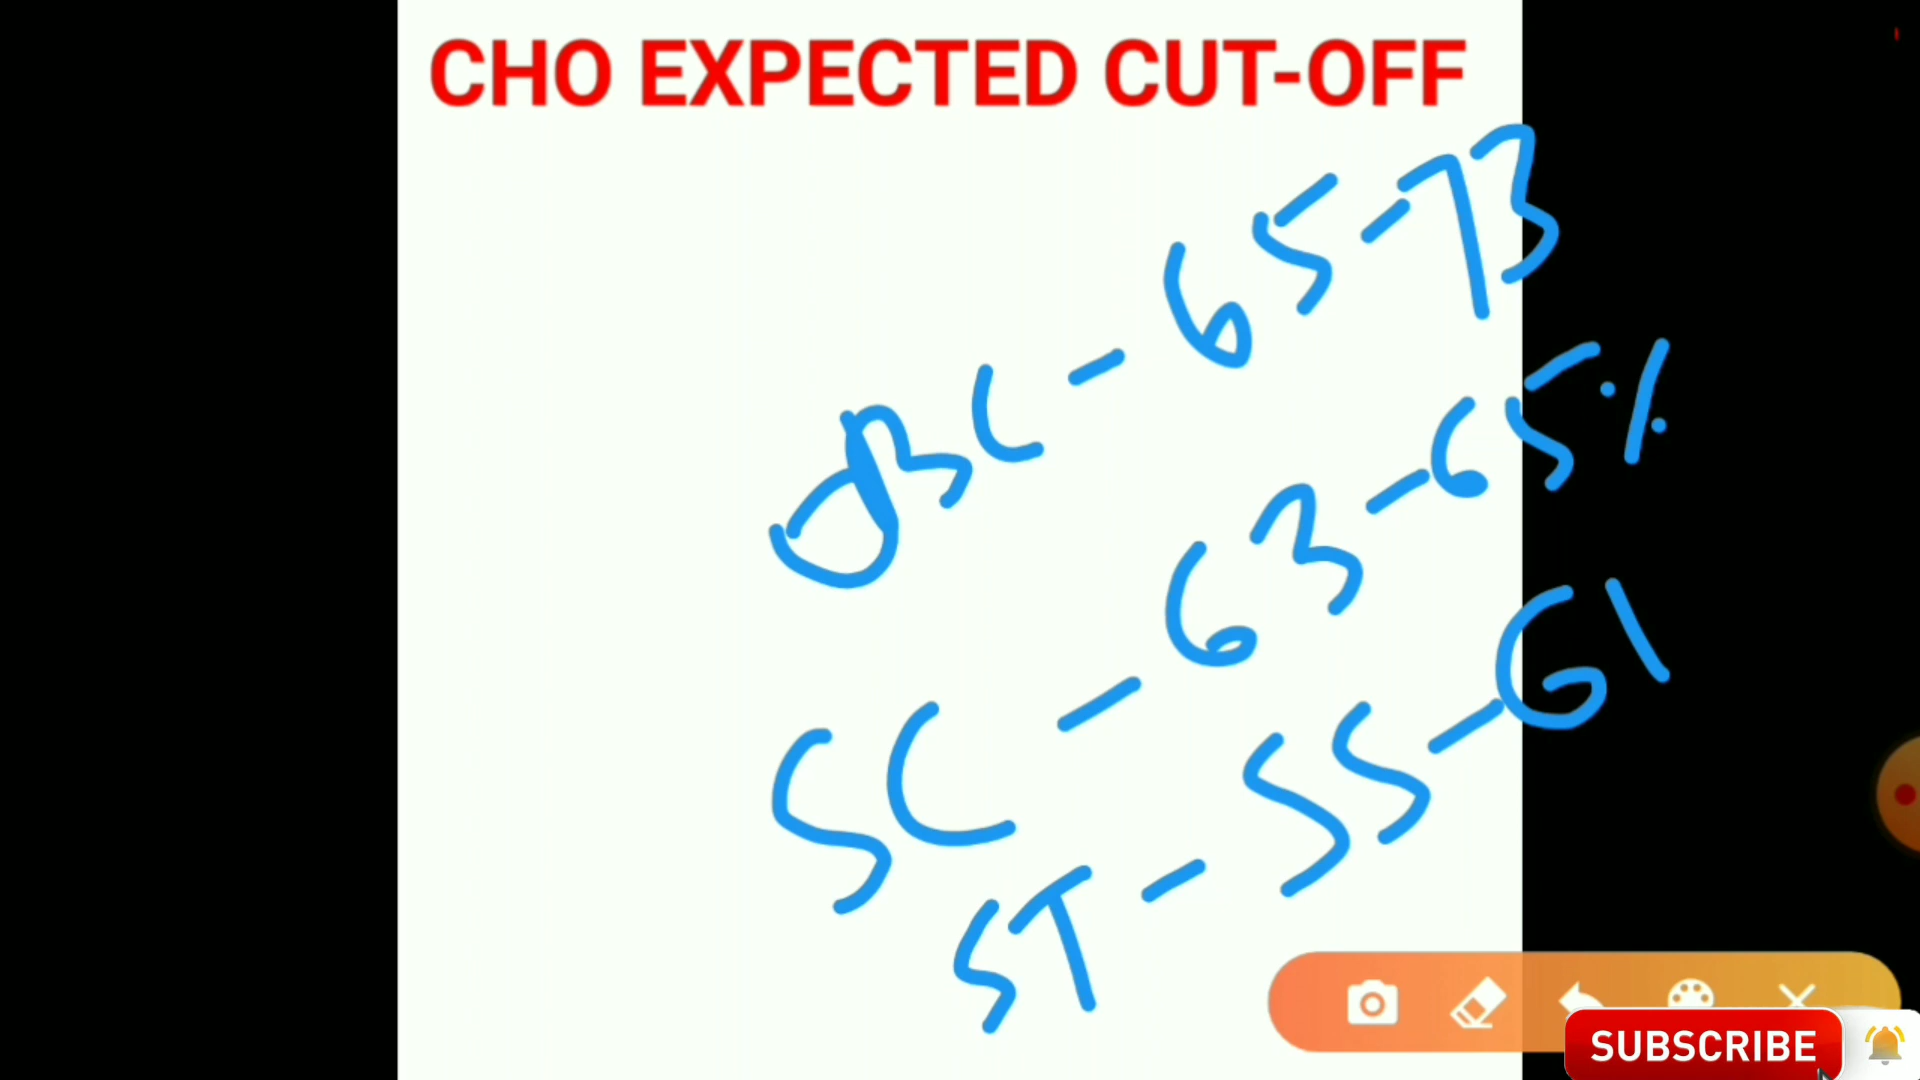 CHO EXPECTED CUT-OFF
OBC - 65-73
SC - 63-65%
ST - 55-61
SUBSCRIBE